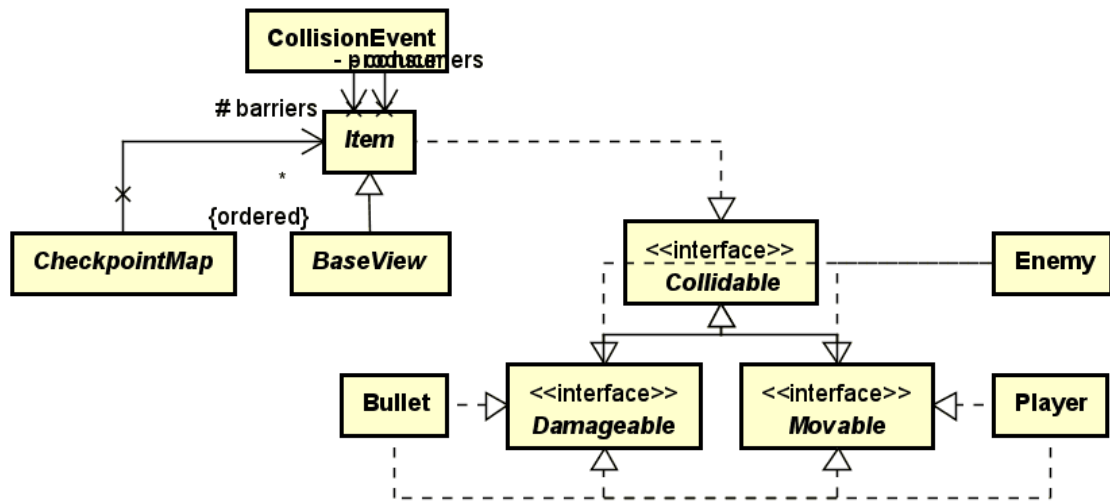 CollisionEvent
# barriers
Item
*
{ordered}
CheckpointMap
BaseView
<<interface>>
Collidable
Enemy
Bullet
<<interface>>
Damageable
<<interface>>
Movable
Player